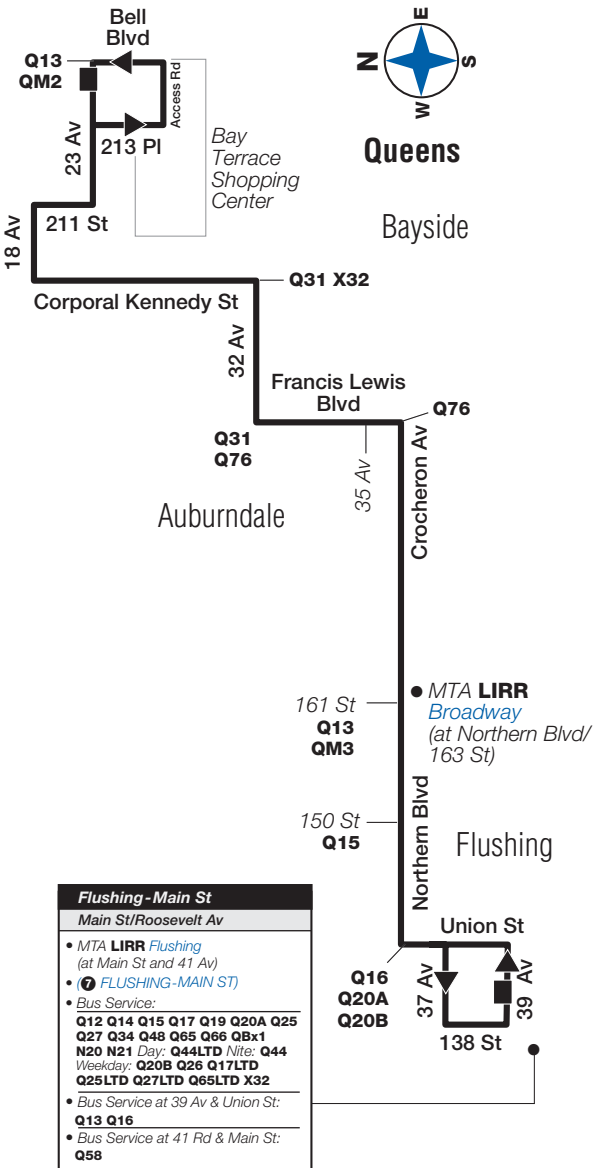 Bell
Blvd
Q13
QM2
Access Rd
23 Av
213 Pl
Bay
Terrace
Shopping
Center
E
N
S
W
Queens
Bayside
211 St
18 Av
Q31 X32
Corporal Kennedy St
32 Av
Francis Lewis
Blvd
Q76
Q31
Q76
35 Av
Crocheron Av
Auburndale
• MTA LIRR
Broadway
(at Northern Blvd/
163 St)
161 St
Q13
QM3
150 St
Q15
Northern Blvd
Flushing
Union St
Q16
Q20A
Q20B
37 Av
39 Av
138 St
Flushing-Main St
Main St/Roosevelt Av
• MTA LIRR Flushing
(at Main St and 41 Av)
• (7 FLUSHING-MAIN ST)
• Bus Service:
Q12 Q14 Q15 Q17 Q19 Q20A Q25
Q27 Q34 Q48 Q65 Q66 QBx1
N20 N21 Day: Q44LTD Nite: Q44
Weekday: Q20B Q26 Q17LTD
Q25LTD Q27LTD Q65LTD X32
• Bus Service at 39 Av & Union St:
Q13 Q16
• Bus Service at 41 Rd & Main St:
Q58